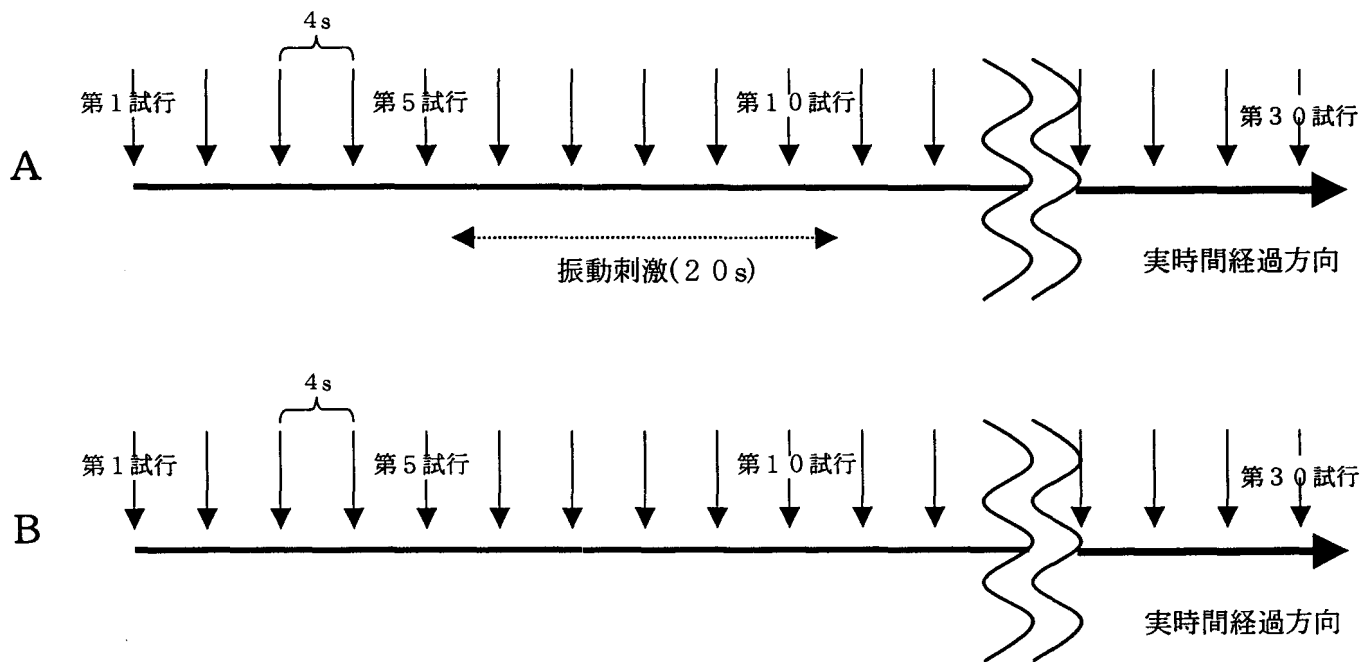 4s
第1試行 第5試行 第10試行 第30試行
A
振動刺激(20s)
実時間経過方向
4s
第1試行 第5試行 第10試行 第30試行
B
実時間経過方向